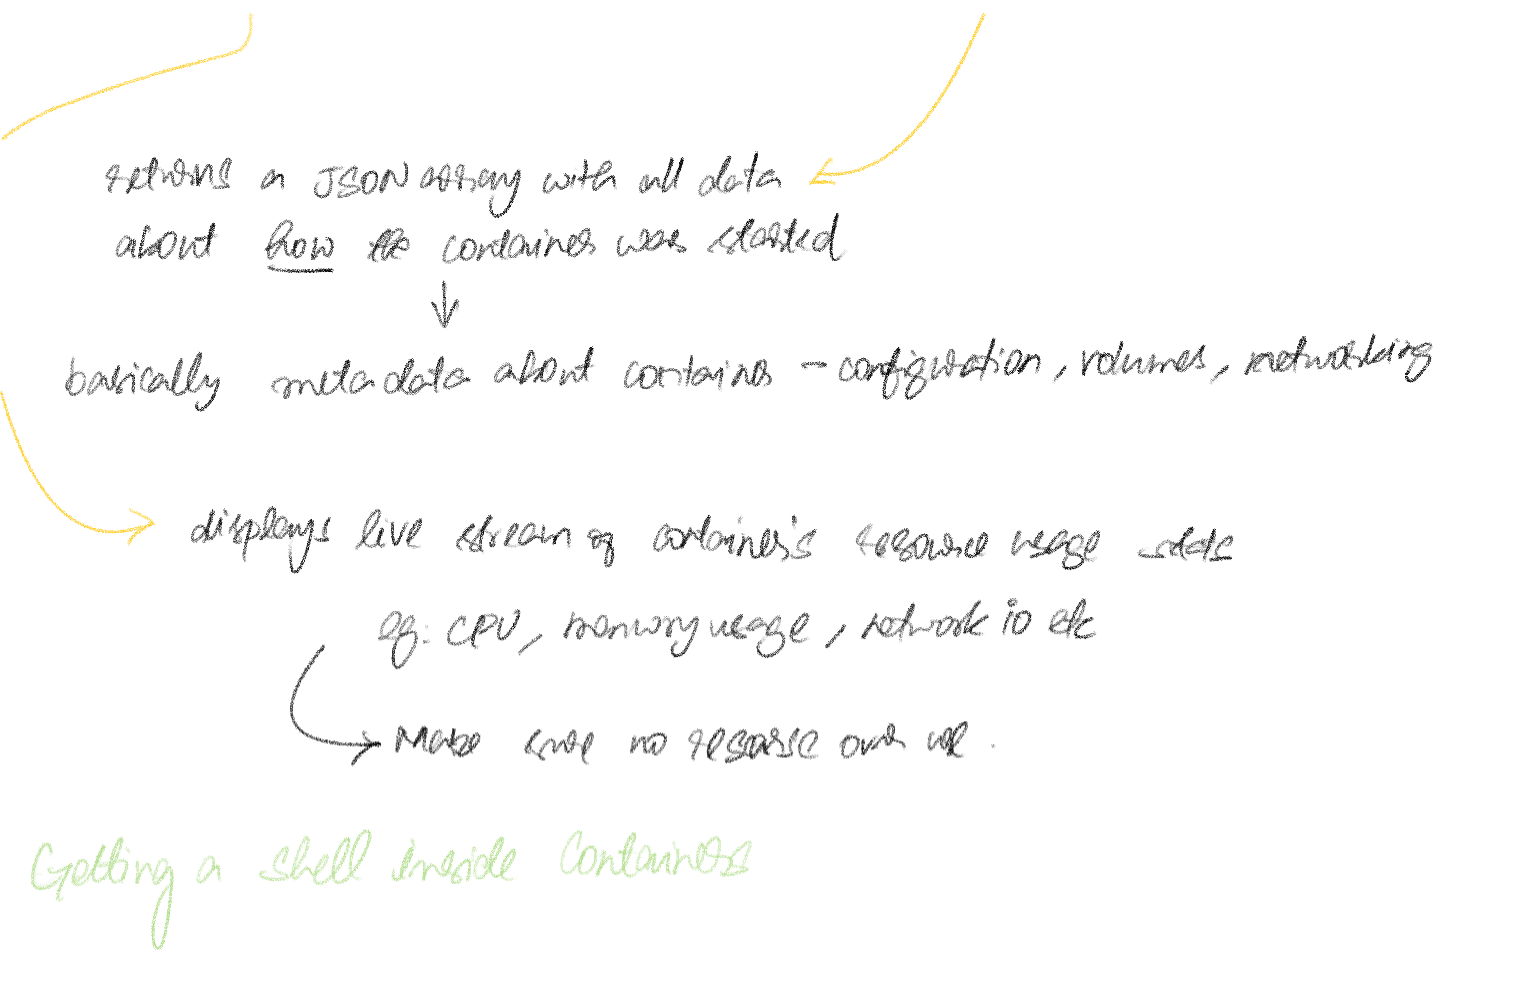 returns a JSON array with all data
about how the container was started
basically metadata about container - configuration, volumes, networking
displays live stream of container's resource usage stats
eg: CPU, memory usage, network io etc
Make sure no resource over use.
Getting a shell inside containers